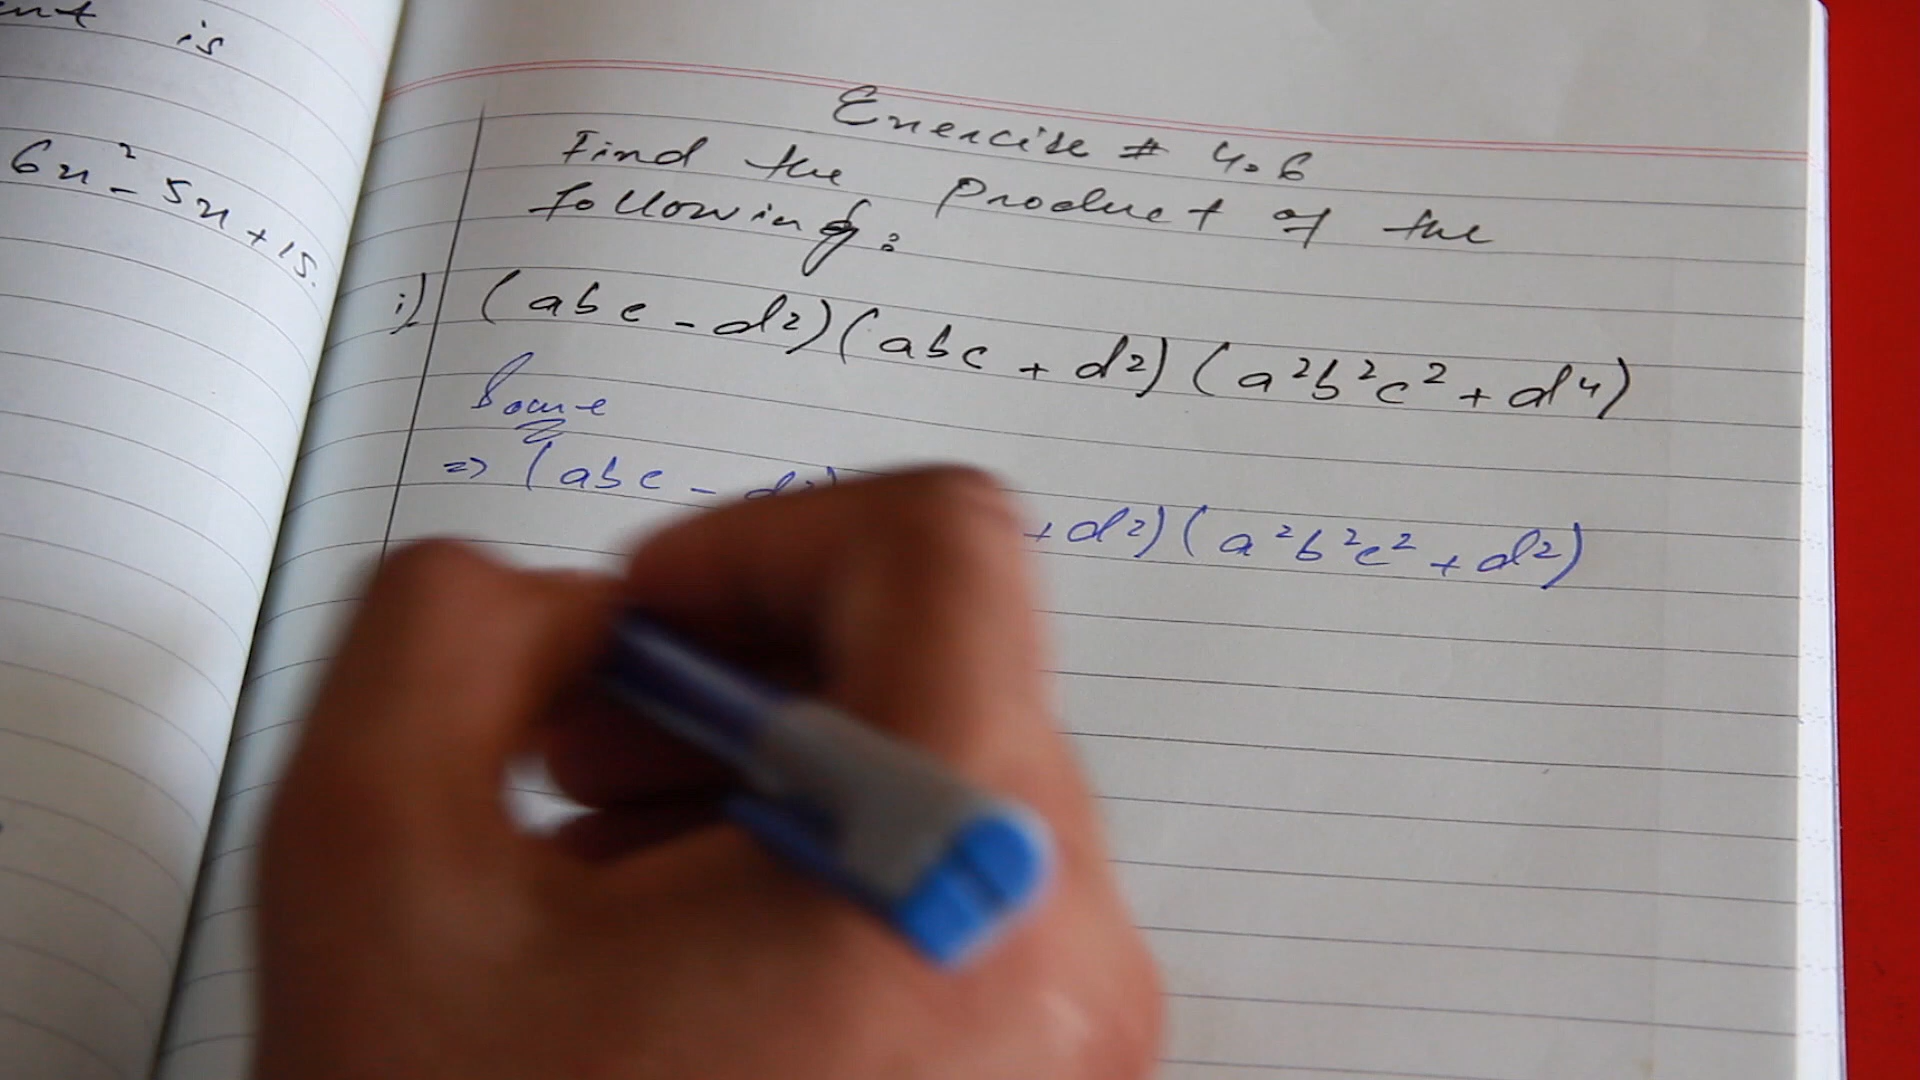 is
6x² - 5x + 15.
Exercise # 4.6
Find the Product of the
following:
i) (abc - d²)(abc + d²)(a²b²c² + d⁴)
=> (abc - d²) + d²)(a²b²c² + d²)